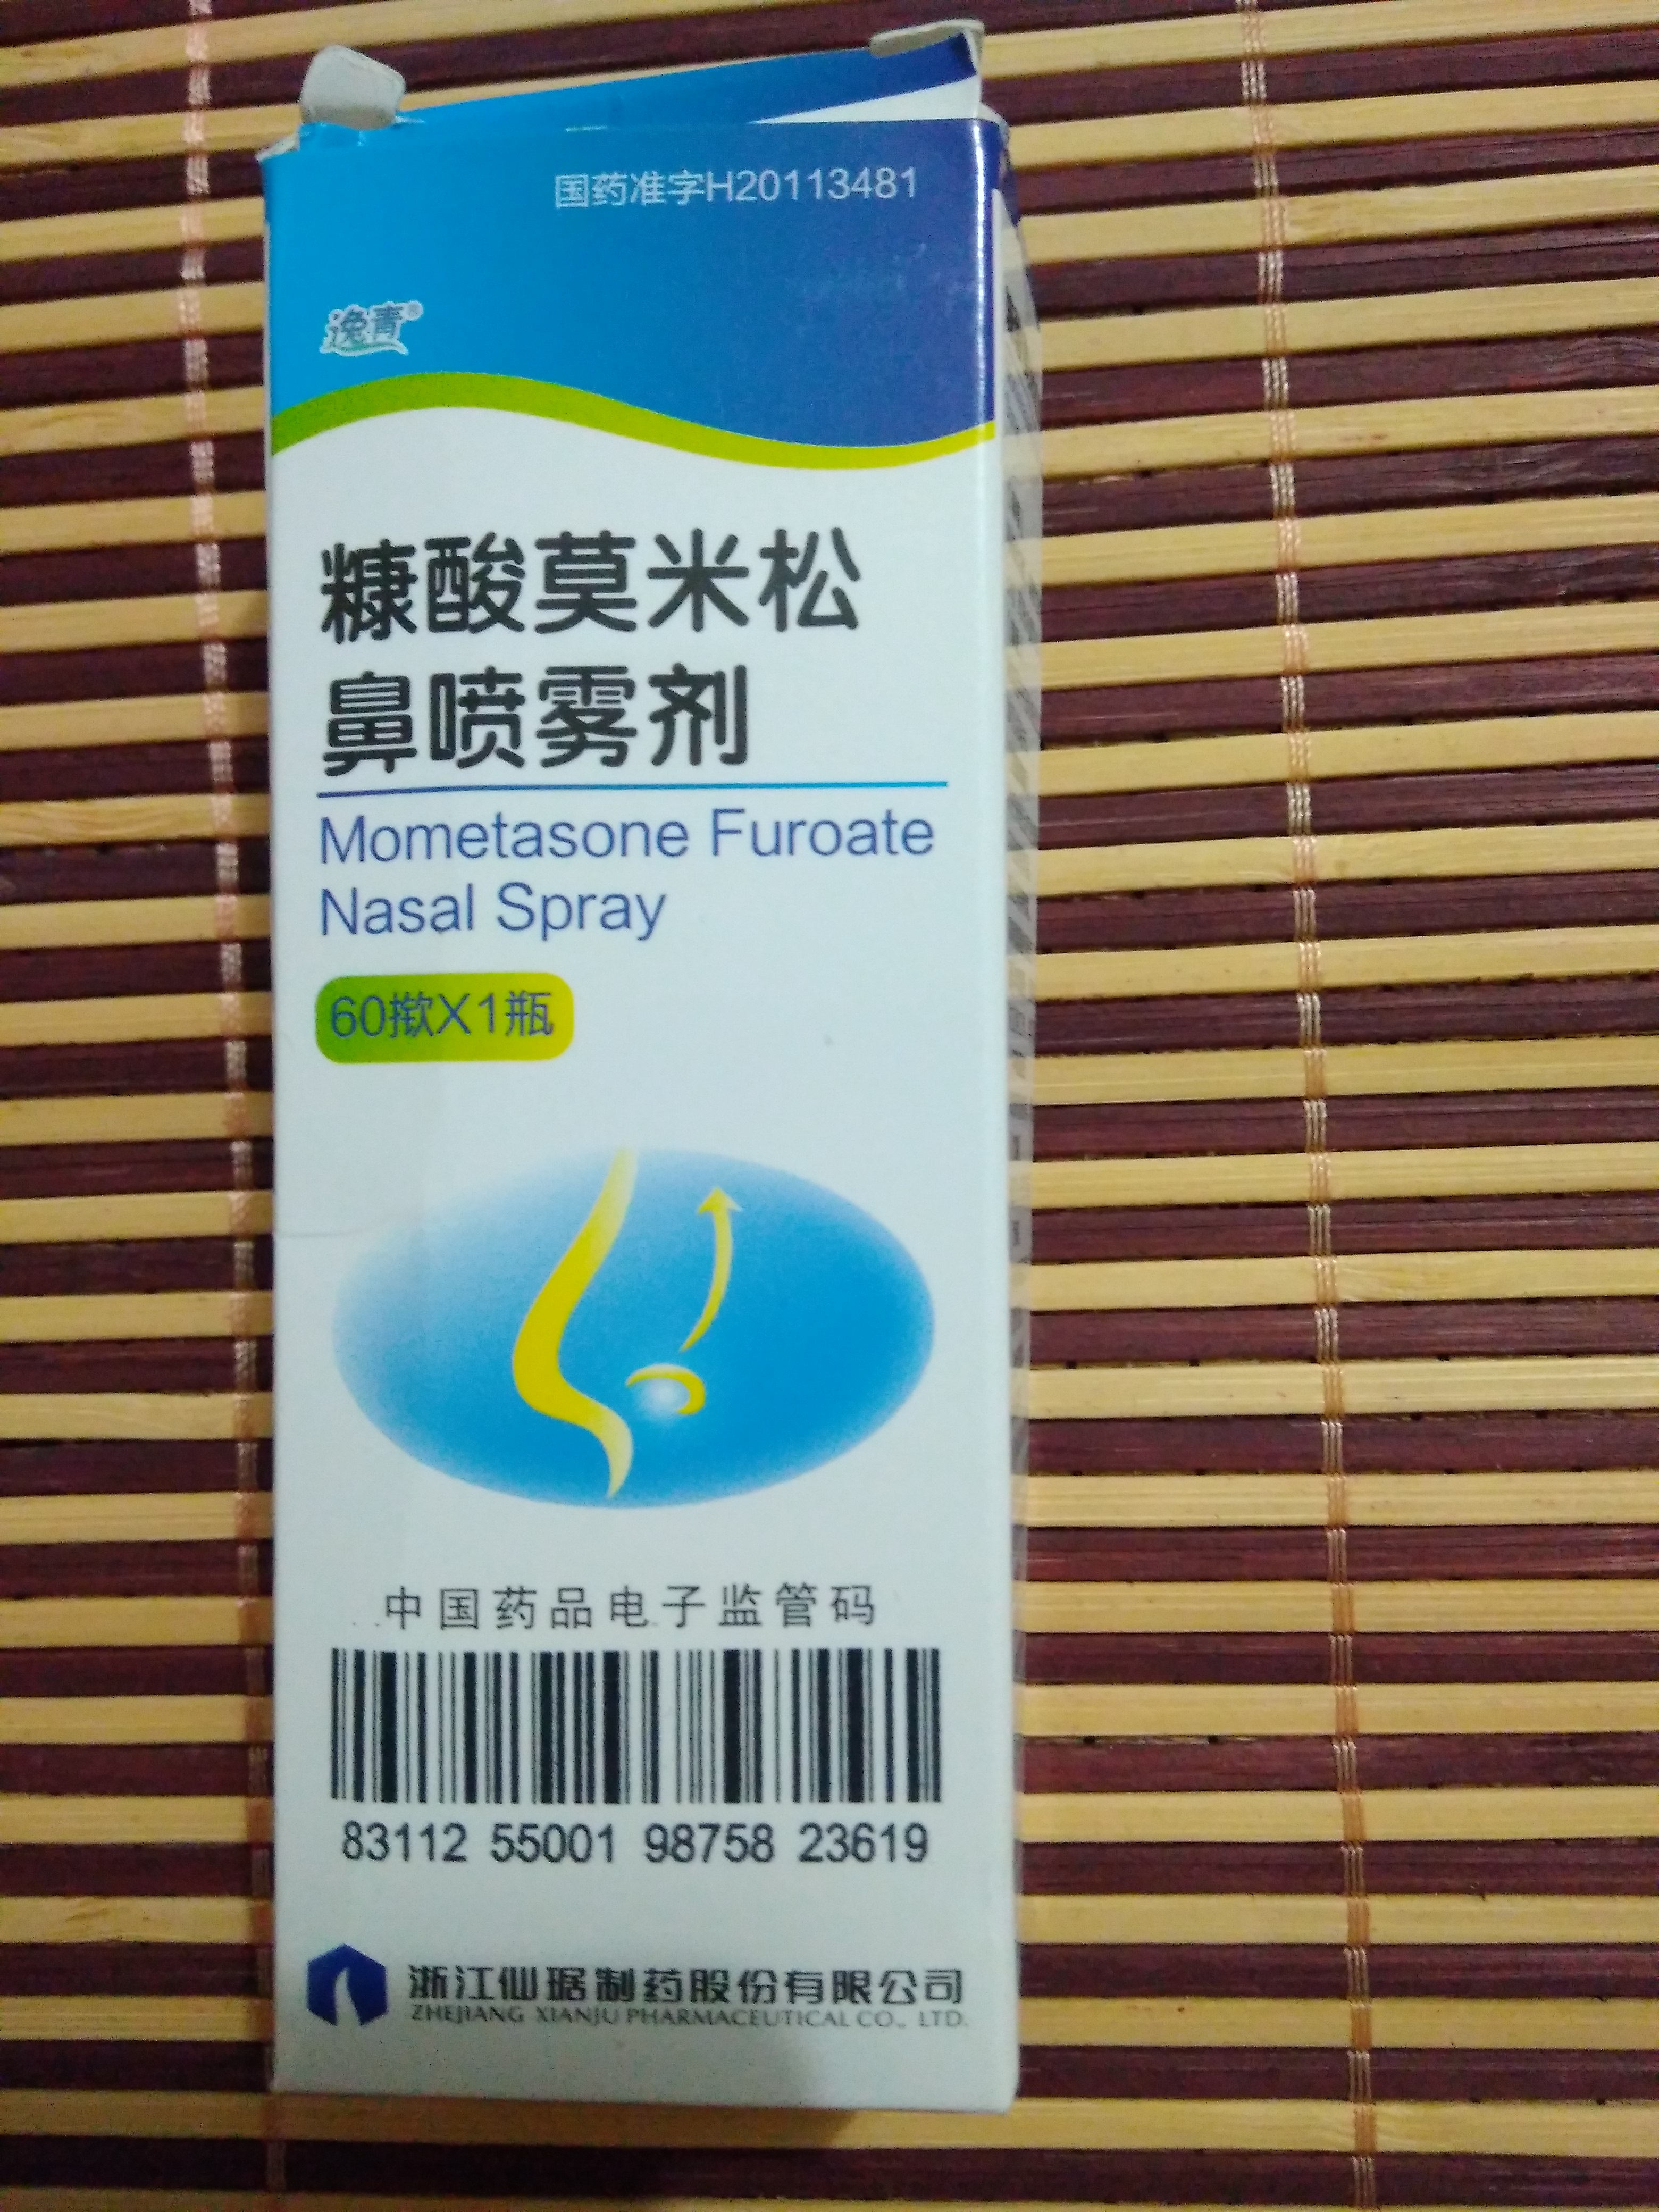 国药准字H20113481
逸青®
糠酸莫米松
鼻喷雾剂
Mometasone Furoate
Nasal Spray
60揿X1瓶
中国药品电子监管码
83112 55001 98758 23619
浙江仙琚制药股份有限公司
ZHEJIANG XIANJU PHARMACEUTICAL CO., LTD.